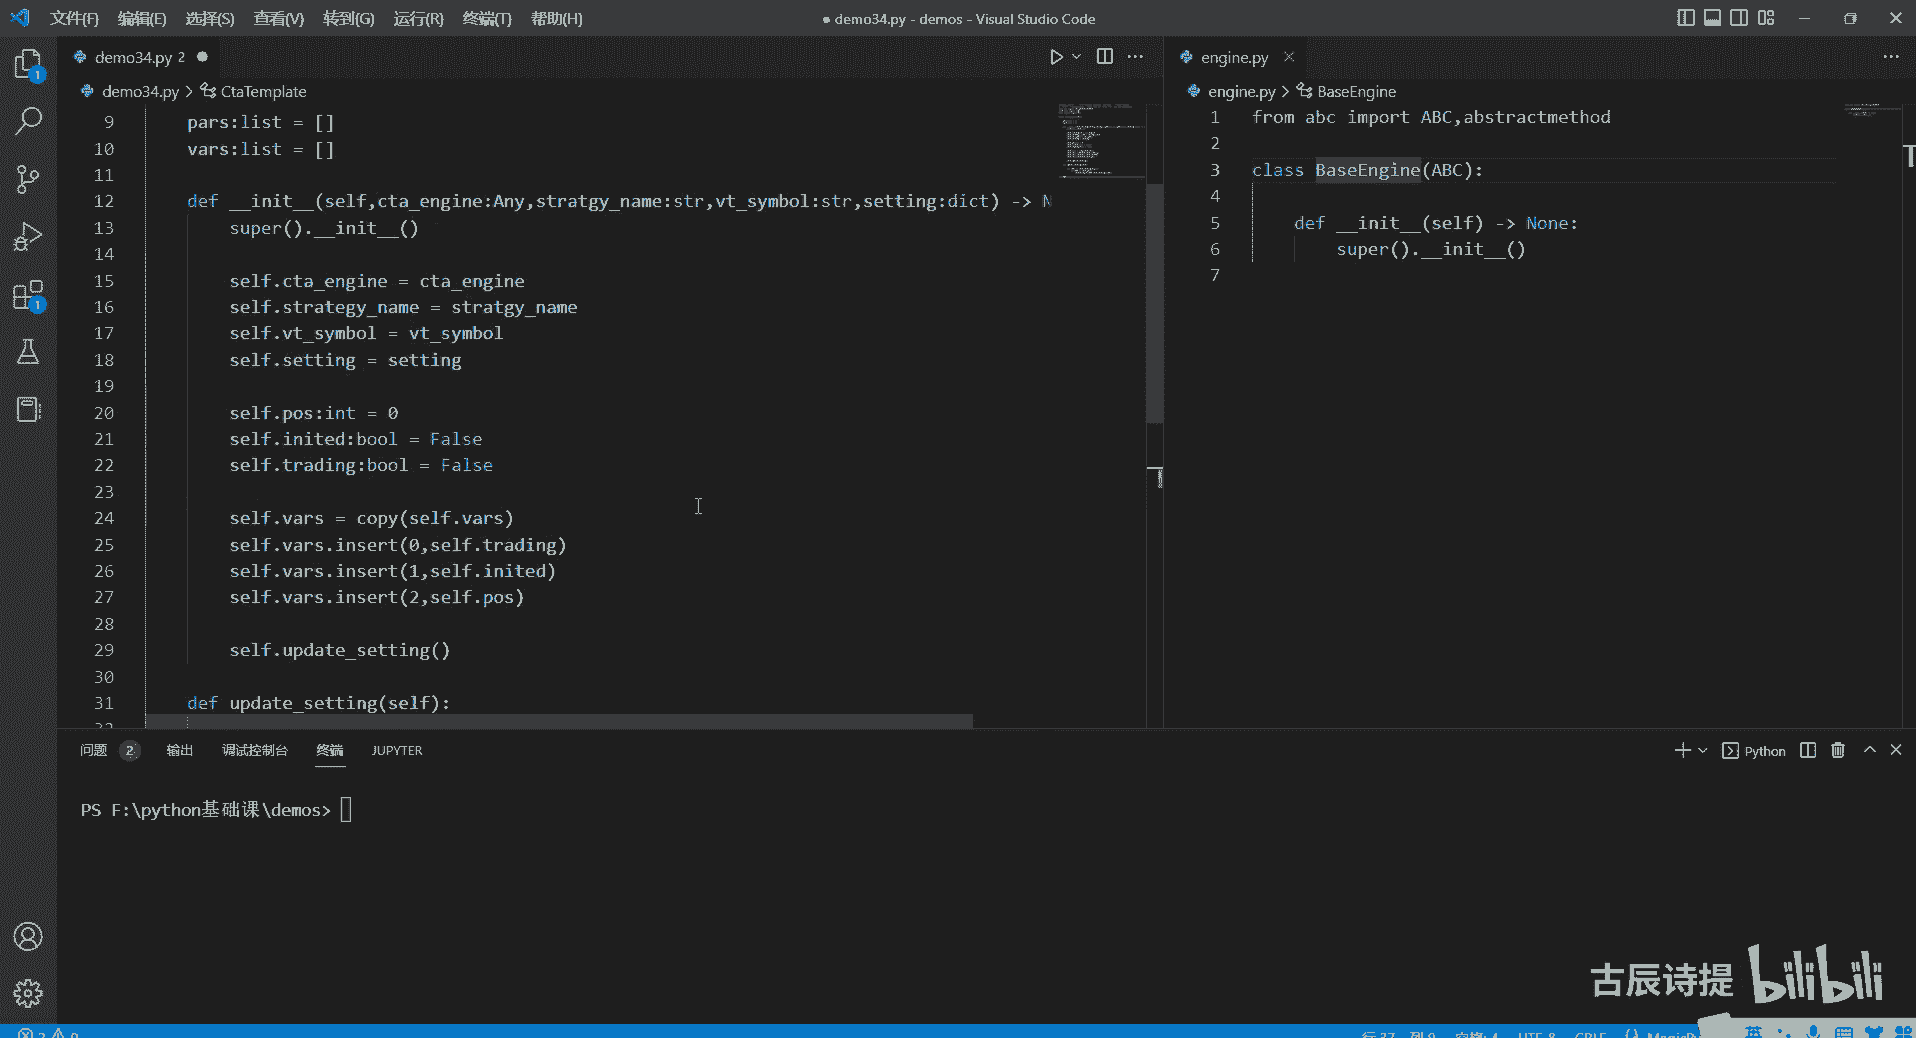 文件(F) 编辑(E) 选择(S) 查看(V) 转到(G) 运行(R) 终端(T) 帮助(H) ● demo34.py - demos - Visual Studio Code
demo34.py 2 ●
demo34.py > CtaTemplate
9 pars:list = []
10 vars:list = []
11
12 def __init__(self,cta_engine:Any,stratgy_name:str,vt_symbol:str,setting:dict) -> N
13 super().__init__()
14
15 self.cta_engine = cta_engine
16 self.strategy_name = stratgy_name
17 self.vt_symbol = vt_symbol
18 self.setting = setting
19
20 self.pos:int = 0
21 self.inited:bool = False
22 self.trading:bool = False
23
24 self.vars = copy(self.vars)
25 self.vars.insert(0,self.trading)
26 self.vars.insert(1,self.inited)
27 self.vars.insert(2,self.pos)
28
29 self.update_setting()
30
31 def update_setting(self):
engine.py
engine.py > BaseEngine
1 from abc import ABC,abstractmethod
2
3 class BaseEngine(ABC):
4
5 def __init__(self) -> None:
6 super().__init__()
7
1
1
问题 2 输出 调试控制台 终端 JUPYTER
Python
PS F:\python基础课\demos>
古辰诗提 bilibili
英